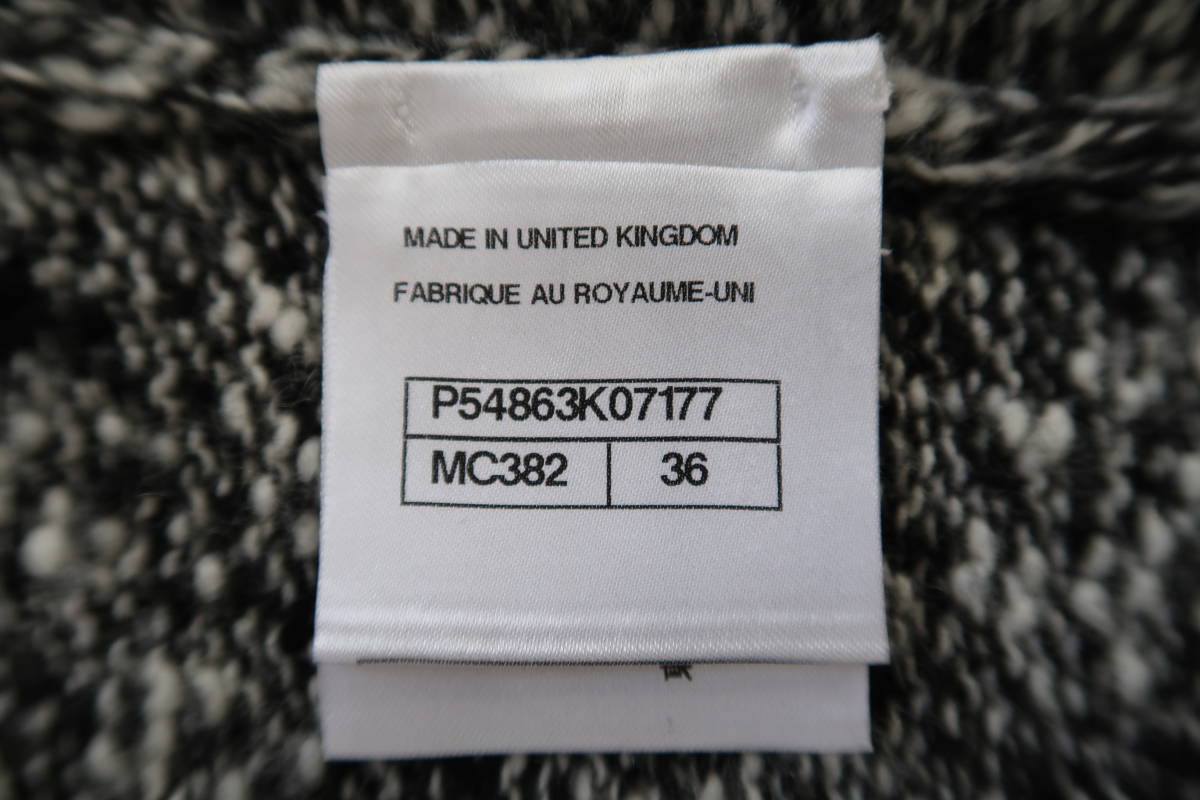 MADE IN UNITED KINGDOM
FABRIQUE AU ROYAUME-UNI
P54863K07177
MC382 36